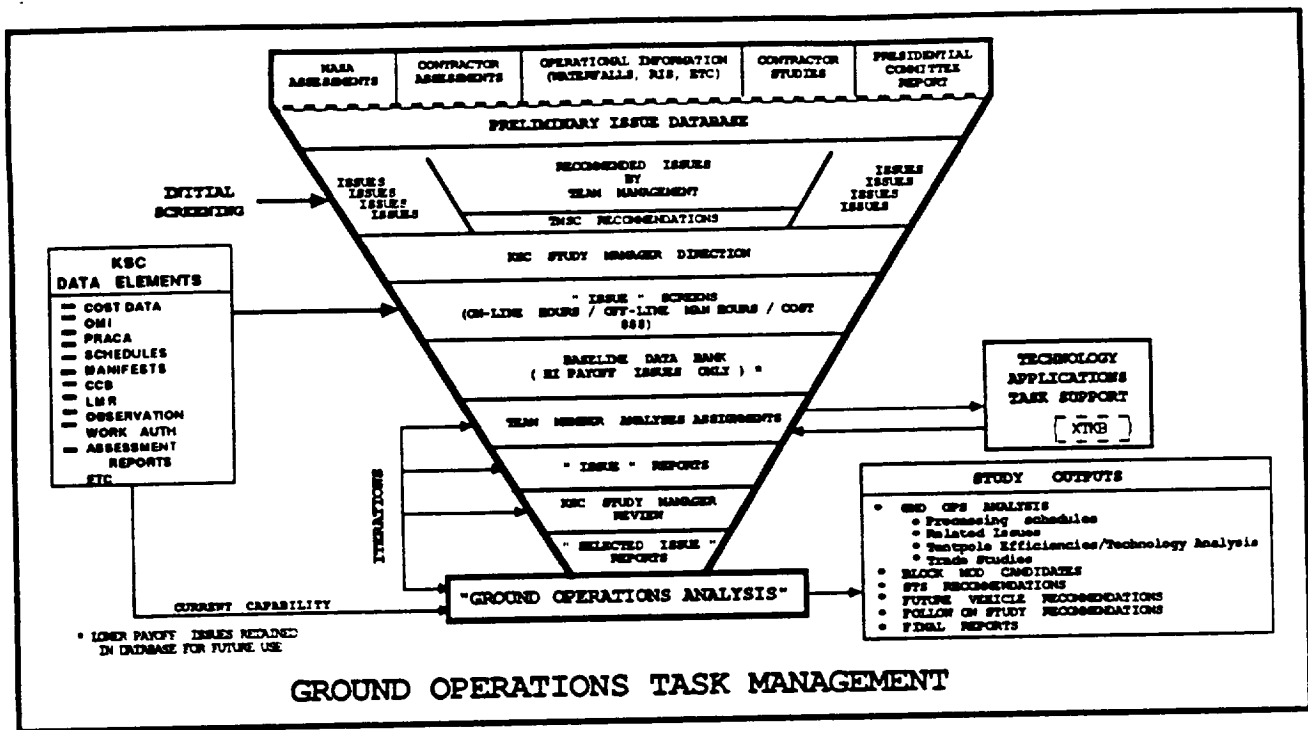 NASA
ASSESSMENTS
CONTRACTOR
ASSESSMENTS
OPERATIONAL INFORMATION
(WATERFALLS, RIS, ETC)
CONTRACTOR
STUDIES
PRESIDENTIAL
COMMITTEE
REPORT
PRELIMINARY ISSUE DATABASE
INITIAL
SCREENING
ISSUES
ISSUES
ISSUES
ISSUES
RECOMMENDED ISSUES
BY
TEAM MANAGEMENT
TMSC RECOMMENDATIONS
ISSUES
ISSUES
ISSUES
ISSUES
KSC STUDY MANAGER DIRECTION
" ISSUE " SCREENS
(ON-LINE HOURS / OFF-LINE MAN HOURS / COST
$$$)
BASELINE DATA BANK
( HI PAYOFF ISSUES ONLY ) *
TEAM MEMBER ANALYSES ASSIGNMENTS
" ISSUE " REPORTS
KSC STUDY MANAGER
REVIEW
" SELECTED ISSUE "
REPORTS
"GROUND OPERATIONS ANALYSIS"
KSC
DATA ELEMENTS
COST DATA
OMI
PRACA
SCHEDULES
MANIFESTS
CCB
LMR
OBSERVATION
WORK AUTH
ASSESSMENT
REPORTS
ETC
ITERATIONS
CURRENT CAPABILITY
* LOWER PAYOFF ISSUES RETAINED
IN DATABASE FOR FUTURE USE
TECHNOLOGY
APPLICATIONS
TASK SUPPORT
XTKB
STUDY OUTPUTS
• GND OPS ANALYSIS
• Processing schedules
• Related Issues
• Tentpole Efficiencies/Technology Analysis
• Trade Studies
• BLOCK MOD CANDIDATES
• STS RECOMMENDATIONS
• FUTURE VEHICLE RECOMMENDATIONS
• FOLLOW ON STUDY RECOMMENDATIONS
• FINAL REPORTS
GROUND OPERATIONS TASK MANAGEMENT